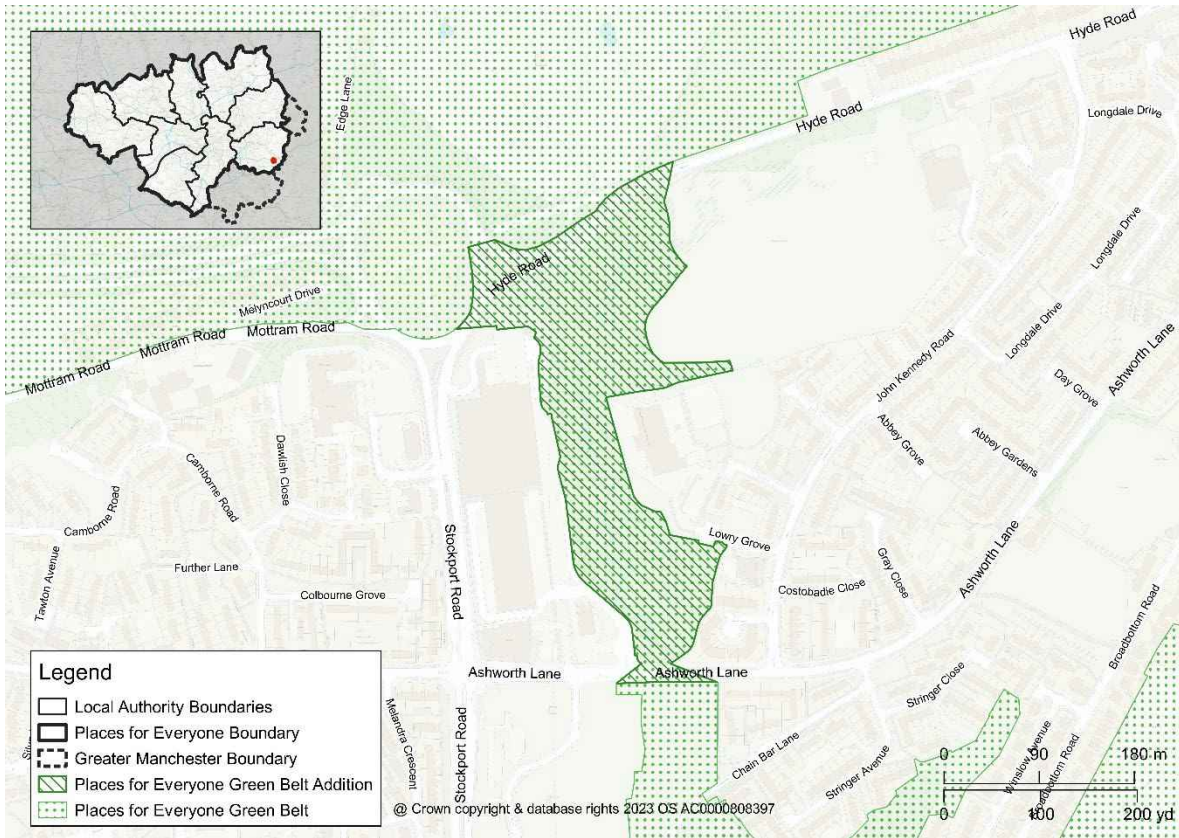 Hyde Road
Longdale Drive
Edge Lane
Hyde Road
Longdale Drive
Hyde Road
Melyncourt Drive
Mottram Road
Mottram Road
Mottram Road
Longdale Drive
John Kennedy Road
Day Grove
Ashworth Lane
Abbey Grove
Abbey Gardens
Dawlish Close
Camborne Road
Camborne Road
Tawton Avenue
Further Lane
Colbourne Grove
Stockport Road
Lowry Grove
Gray Close
Costobadie Close
Ashworth Lane
Broadbottom Road
Ashworth Lane
Ashworth Lane
Stringer Close
Melandra Crescent
Stockport Road
Chain Bar Lane
Stringer Avenue
Winslow Avenue
Broadbottom Road
0 90 180 m
0 100 200 yd
Legend
Local Authority Boundaries
Places for Everyone Boundary
Greater Manchester Boundary
Places for Everyone Green Belt Addition
Places for Everyone Green Belt
@ Crown copyright & database rights 2023 OS AC0000808397